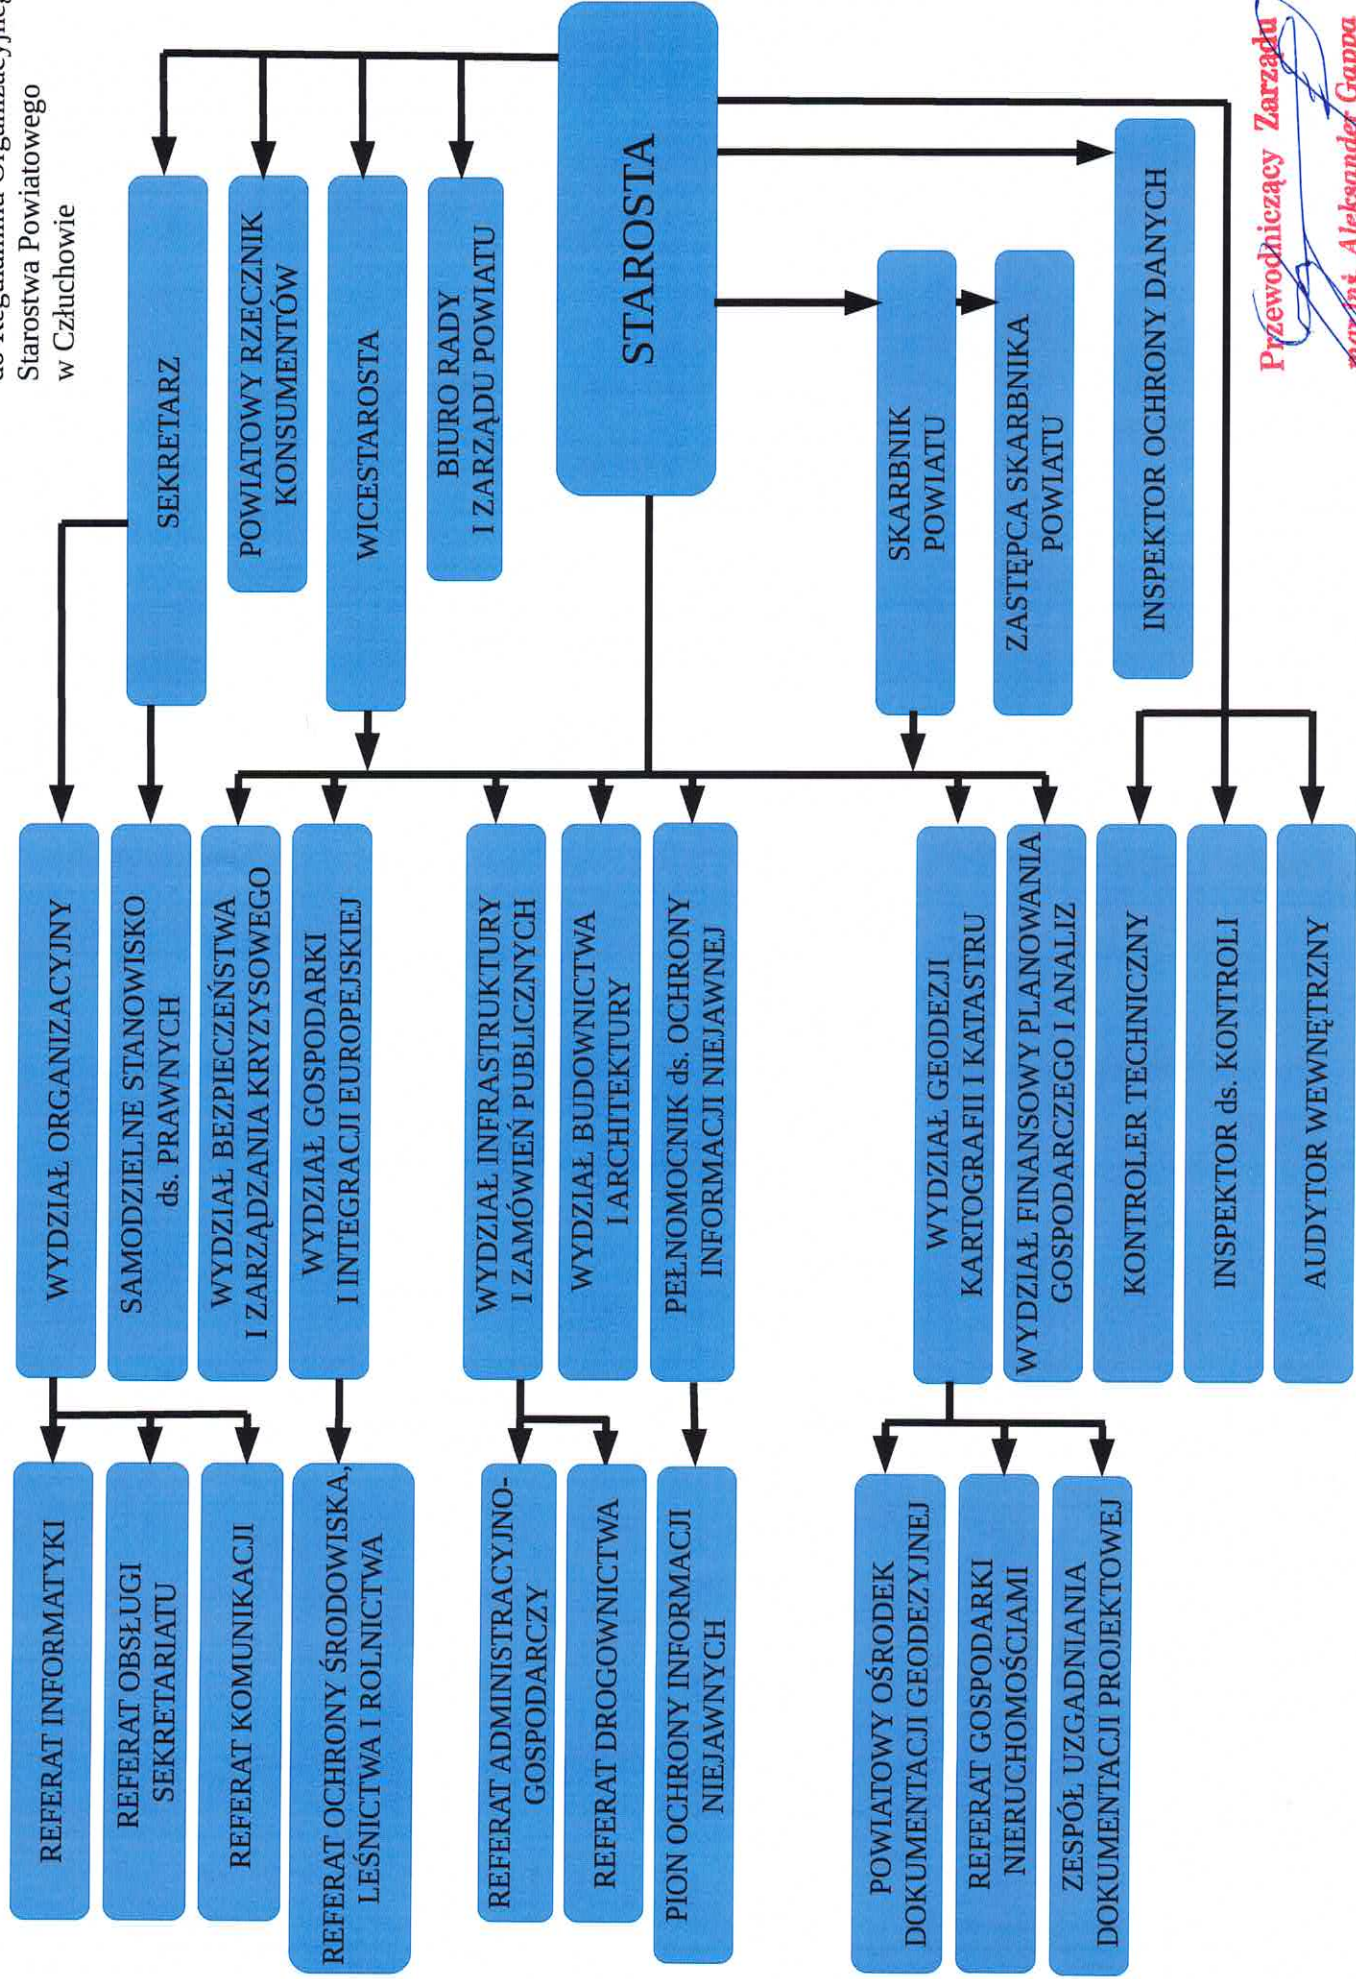 Starostwa Powiatowego
w Człuchowie
STAROSTA
SEKRETARZ
POWIATOWY RZECZNIK
KONSUMENTÓW
WICESTAROSTA
BIURO RADY
I ZARZĄDU POWIATU
SKARBNIK
POWIATU
ZASTĘPCA SKARBNIKA
POWIATU
INSPEKTOR OCHRONY DANYCH
WYDZIAŁ ORGANIZACYJNY
SAMODZIELNE STANOWISKO
ds. PRAWNYCH
WYDZIAŁ BEZPIECZEŃSTWA
I ZARZĄDZANIA KRYZYSOWEGO
WYDZIAŁ GOSPODARKI
I INTEGRACJI EUROPEJSKIEJ
WYDZIAŁ INFRASTRUKTURY
I ZAMÓWIEŃ PUBLICZNYCH
WYDZIAŁ BUDOWNICTWA
I ARCHITEKTURY
PEŁNOMOCNIK ds. OCHRONY
INFORMACJI NIEJAWNEJ
WYDZIAŁ GEODEZJI
KARTOGRAFII I KATASTRU
WYDZIAŁ FINANSOWY PLANOWANIA
GOSPODARCZEGO I ANALIZ
KONTROLER TECHNICZNY
INSPEKTOR ds. KONTROLI
AUDYTOR WEWNĘTRZNY
REFERAT INFORMATYKI
REFERAT OBSŁUGI
SEKRETARIATU
REFERAT KOMUNIKACJI
REFERAT OCHRONY ŚRODOWISKA,
LEŚNICTWA I ROLNICTWA
REFERAT ADMINISTRACYJNO-
GOSPODARCZY
REFERAT DROGOWNICTWA
PION OCHRONY INFORMACJI
NIEJAWNYCH
POWIATOWY OŚRODEK
DOKUMENTACJI GEODEZYJNEJ
REFERAT GOSPODARKI
NIERUCHOMOŚCIAMI
ZESPÓŁ UZGADNIANIA
DOKUMENTACJI PROJEKTOWEJ
Przewodniczący Zarządu
Aleksander Gappa